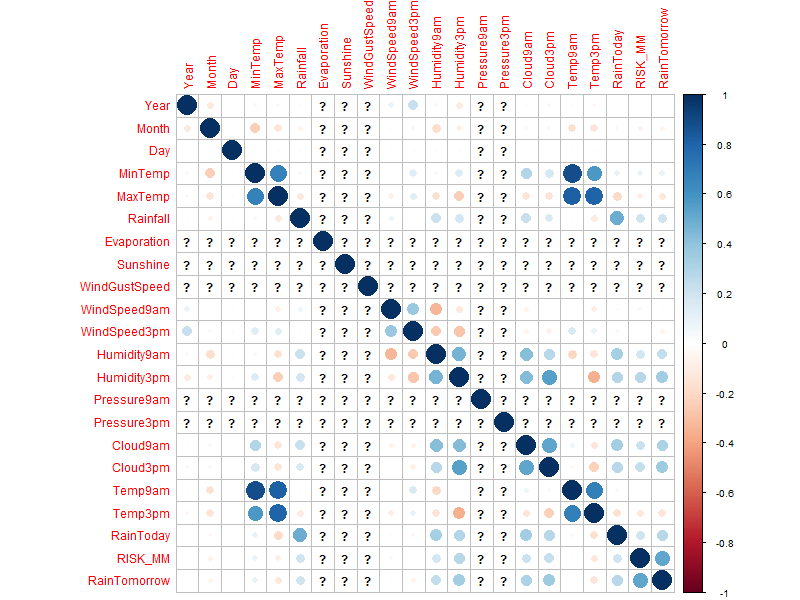 Year Month Day MinTemp MaxTemp Rainfall Evaporation Sunshine WindGustSpeed WindSpeed9am WindSpeed3pm Humidity9am Humidity3pm Pressure9am Pressure3pm Cloud9am Cloud3pm Temp9am Temp3pm RainToday RISK_MM RainTomorrow
Year ? ? ? ? ?
Month ? ? ? ? ?
Day ? ? ? ? ?
MinTemp ? ? ? ? ?
MaxTemp ? ? ? ? ?
Rainfall ? ? ? ? ?
Evaporation ? ? ? ? ? ? ? ? ? ? ? ? ? ? ? ? ? ? ? ? ?
Sunshine ? ? ? ? ? ? ? ? ? ? ? ? ? ? ? ? ? ? ? ? ?
WindGustSpeed ? ? ? ? ? ? ? ? ? ? ? ? ? ? ? ? ? ? ? ? ?
WindSpeed9am ? ? ? ? ?
WindSpeed3pm ? ? ? ? ?
Humidity9am ? ? ? ? ?
Humidity3pm ? ? ? ? ?
Pressure9am ? ? ? ? ? ? ? ? ? ? ? ? ? ? ? ? ? ? ? ? ?
Pressure3pm ? ? ? ? ? ? ? ? ? ? ? ? ? ? ? ? ? ? ? ? ?
Cloud9am ? ? ? ? ?
Cloud3pm ? ? ? ? ?
Temp9am ? ? ? ? ?
Temp3pm ? ? ? ? ?
RainToday ? ? ? ? ?
RISK_MM ? ? ? ? ?
RainTomorrow ? ? ? ? ?
1
0.8
0.6
0.4
0.2
0
-0.2
-0.4
-0.6
-0.8
-1